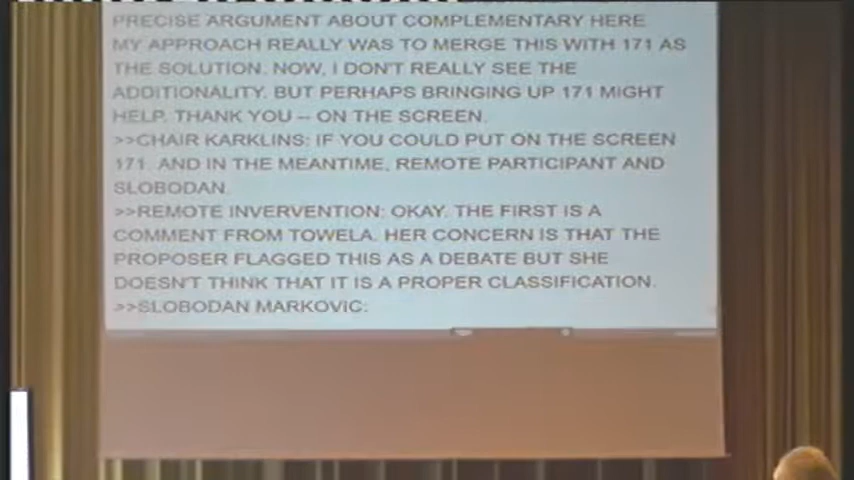 PRECISE ARGUMENT ABOUT COMPLEMENTARY HERE
MY APPROACH REALLY WAS TO MERGE THIS WITH 171 AS
THE SOLUTION. NOW, I DON'T REALLY SEE THE
ADDITIONALITY. BUT PERHAPS BRINGING UP 171 MIGHT
HELP. THANK YOU -- ON THE SCREEN.
>>CHAIR KARKLINS: IF YOU COULD PUT ON THE SCREEN
171. AND IN THE MEANTIME, REMOTE PARTICIPANT AND
SLOBODAN.
>>REMOTE INVERVENTION: OKAY. THE FIRST IS A
COMMENT FROM TOWELA. HER CONCERN IS THAT THE
PROPOSER FLAGGED THIS AS A DEBATE BUT SHE
DOESN'T THINK THAT IT IS A PROPER CLASSIFICATION.
>>SLOBODAN MARKOVIC: